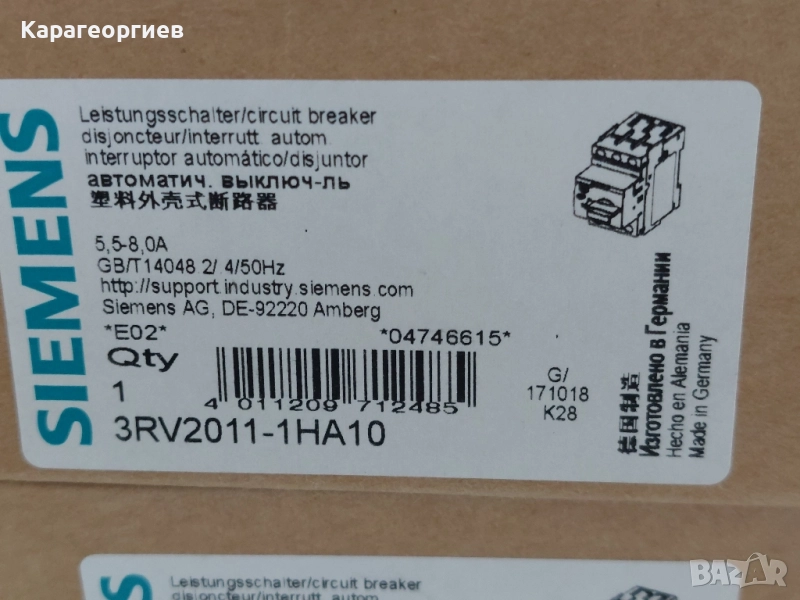 Карагеоргиев
SIEMENS
Leistungsschalter/circuit breaker
disjoncteur/interrutt. autom.
interruptor automático/disjuntor
автоматич. выключ-ль
塑料外壳式断路器
5,5-8,0A
GB/T14048 2/ 4/50Hz
http://support.industry.siemens.com
Siemens AG, DE-92220 Amberg
*E02* *04746615*
Qty
1
4 011209 712485
3RV2011-1HA10
G/
171018
K28
德国制造
Изготовлено в Германии
Hecho en Alemania
Made in Germany
Leistungsschalter/circuit breaker
disjoncteur/interrutt. autom.
BAZAR